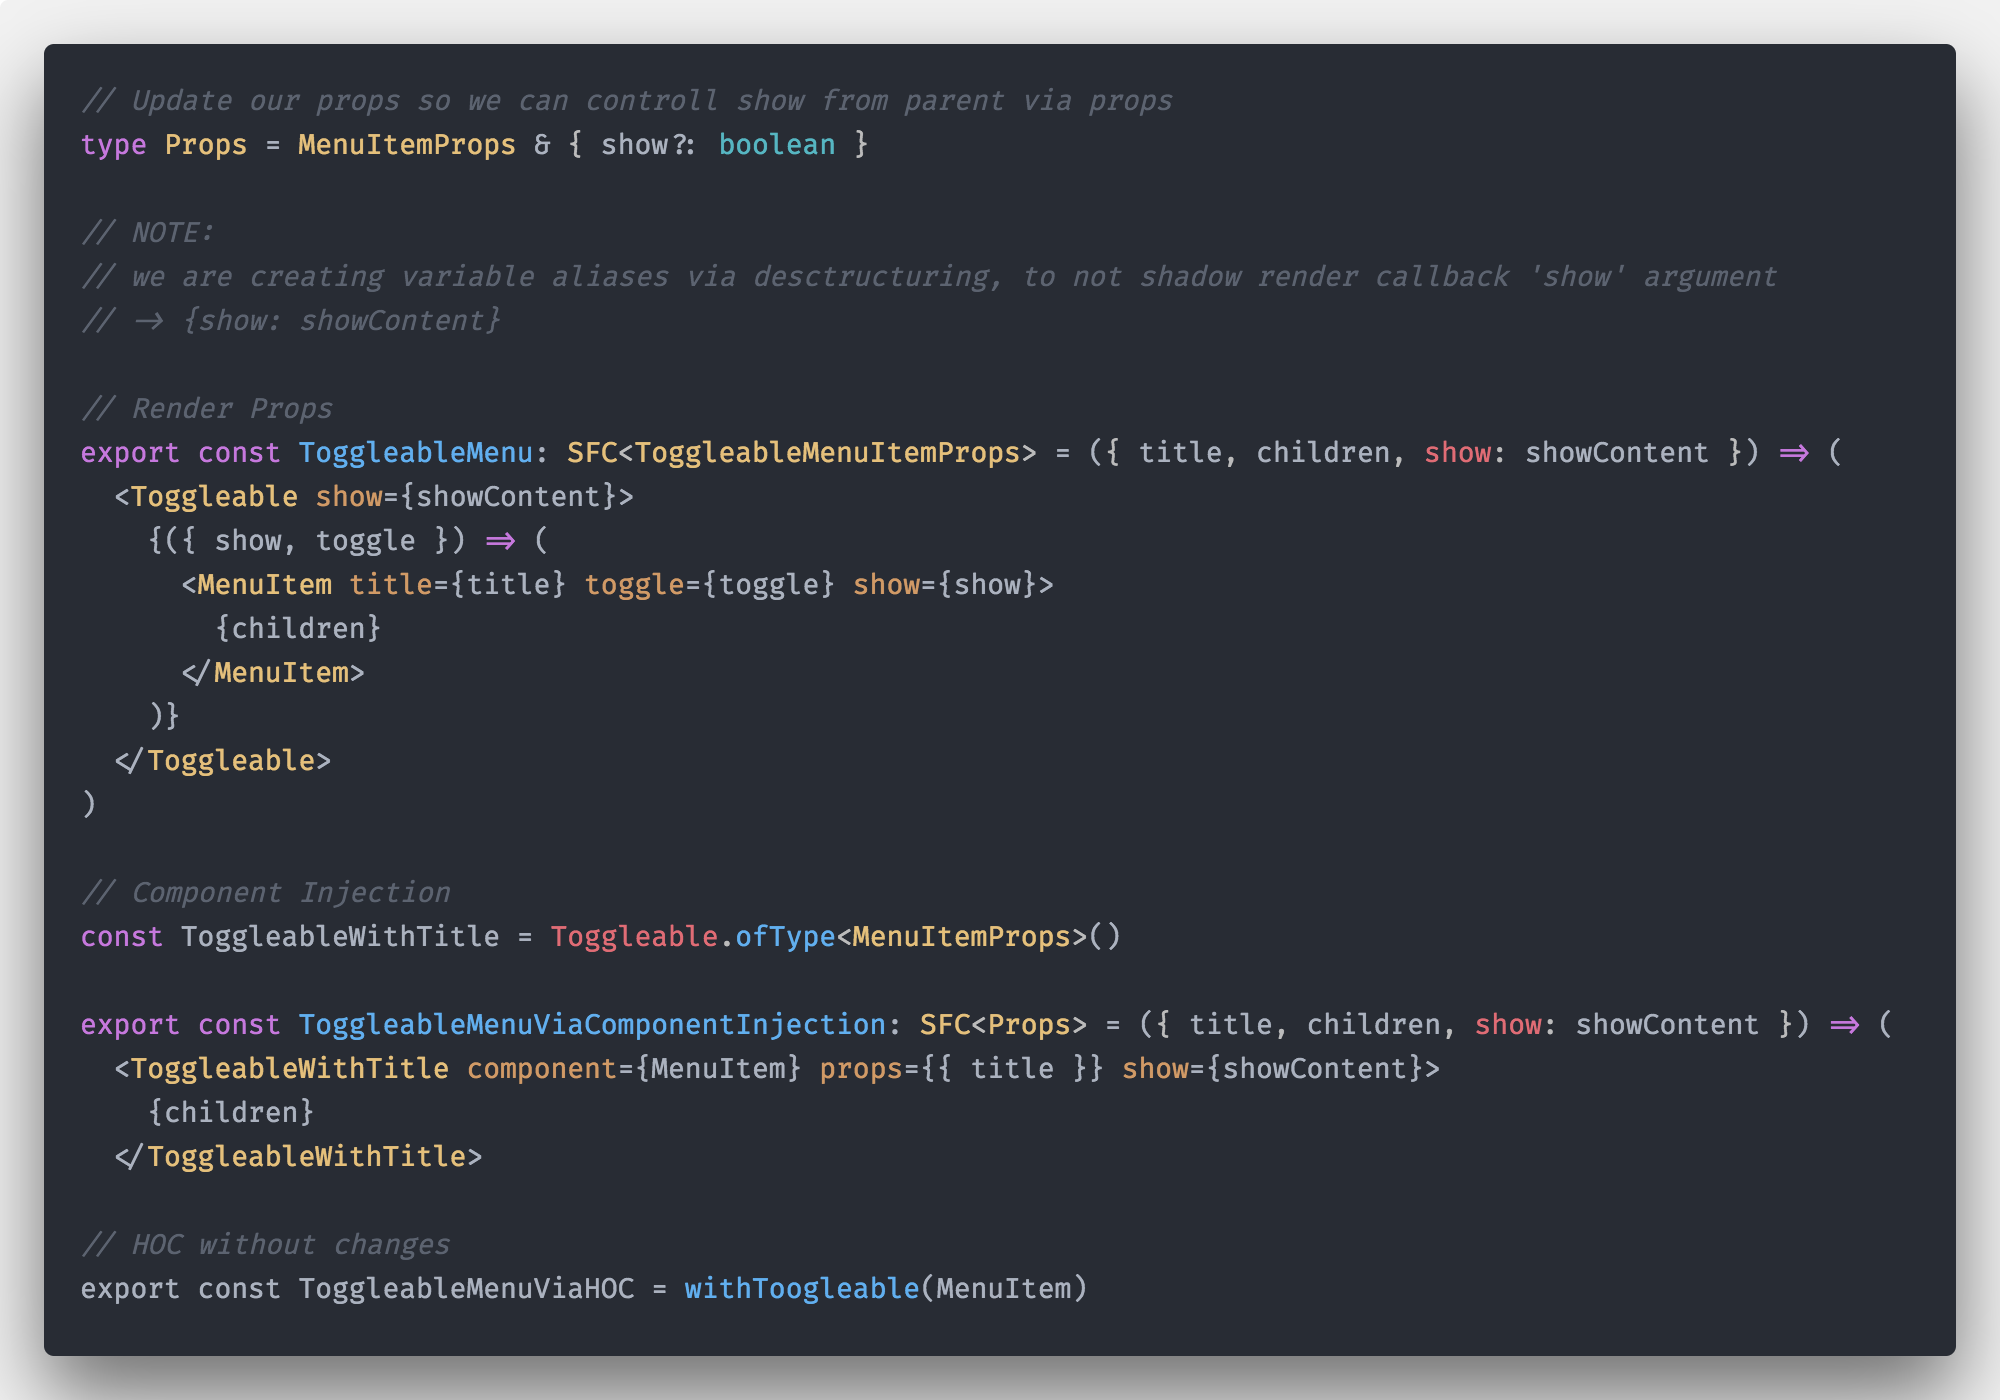 // Update our props so we can controll show from parent via props
type Props = MenuItemProps & { show?: boolean }

// NOTE:
// we are creating variable aliases via desctructuring, to not shadow render callback 'show' argument
// -> {show: showContent}

// Render Props
export const ToggleableMenu: SFC<ToggleableMenuItemProps> = ({ title, children, show: showContent }) => (
  <Toggleable show={showContent}>
    {({ show, toggle }) => (
      <MenuItem title={title} toggle={toggle} show={show}>
        {children}
      </MenuItem>
    )}
  </Toggleable>
)

// Component Injection
const ToggleableWithTitle = Toggleable.ofType<MenuItemProps>()

export const ToggleableMenuViaComponentInjection: SFC<Props> = ({ title, children, show: showContent }) => (
  <ToggleableWithTitle component={MenuItem} props={{ title }} show={showContent}>
    {children}
  </ToggleableWithTitle>

// HOC without changes
export const ToggleableMenuViaHOC = withToogleable(MenuItem)